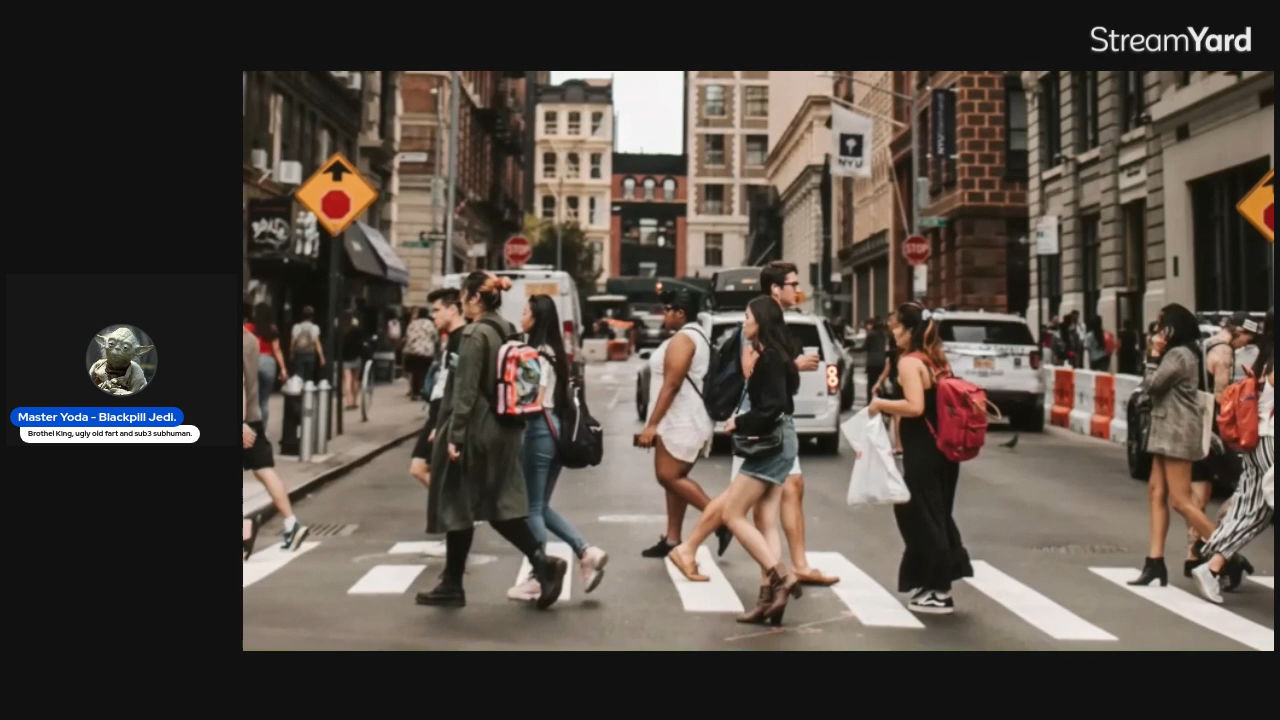 StreamYard
NYU
STOP
STOP
Master Yoda - Blackpill Jedi.
Brothel King, ugly old fart and sub3 subhuman.